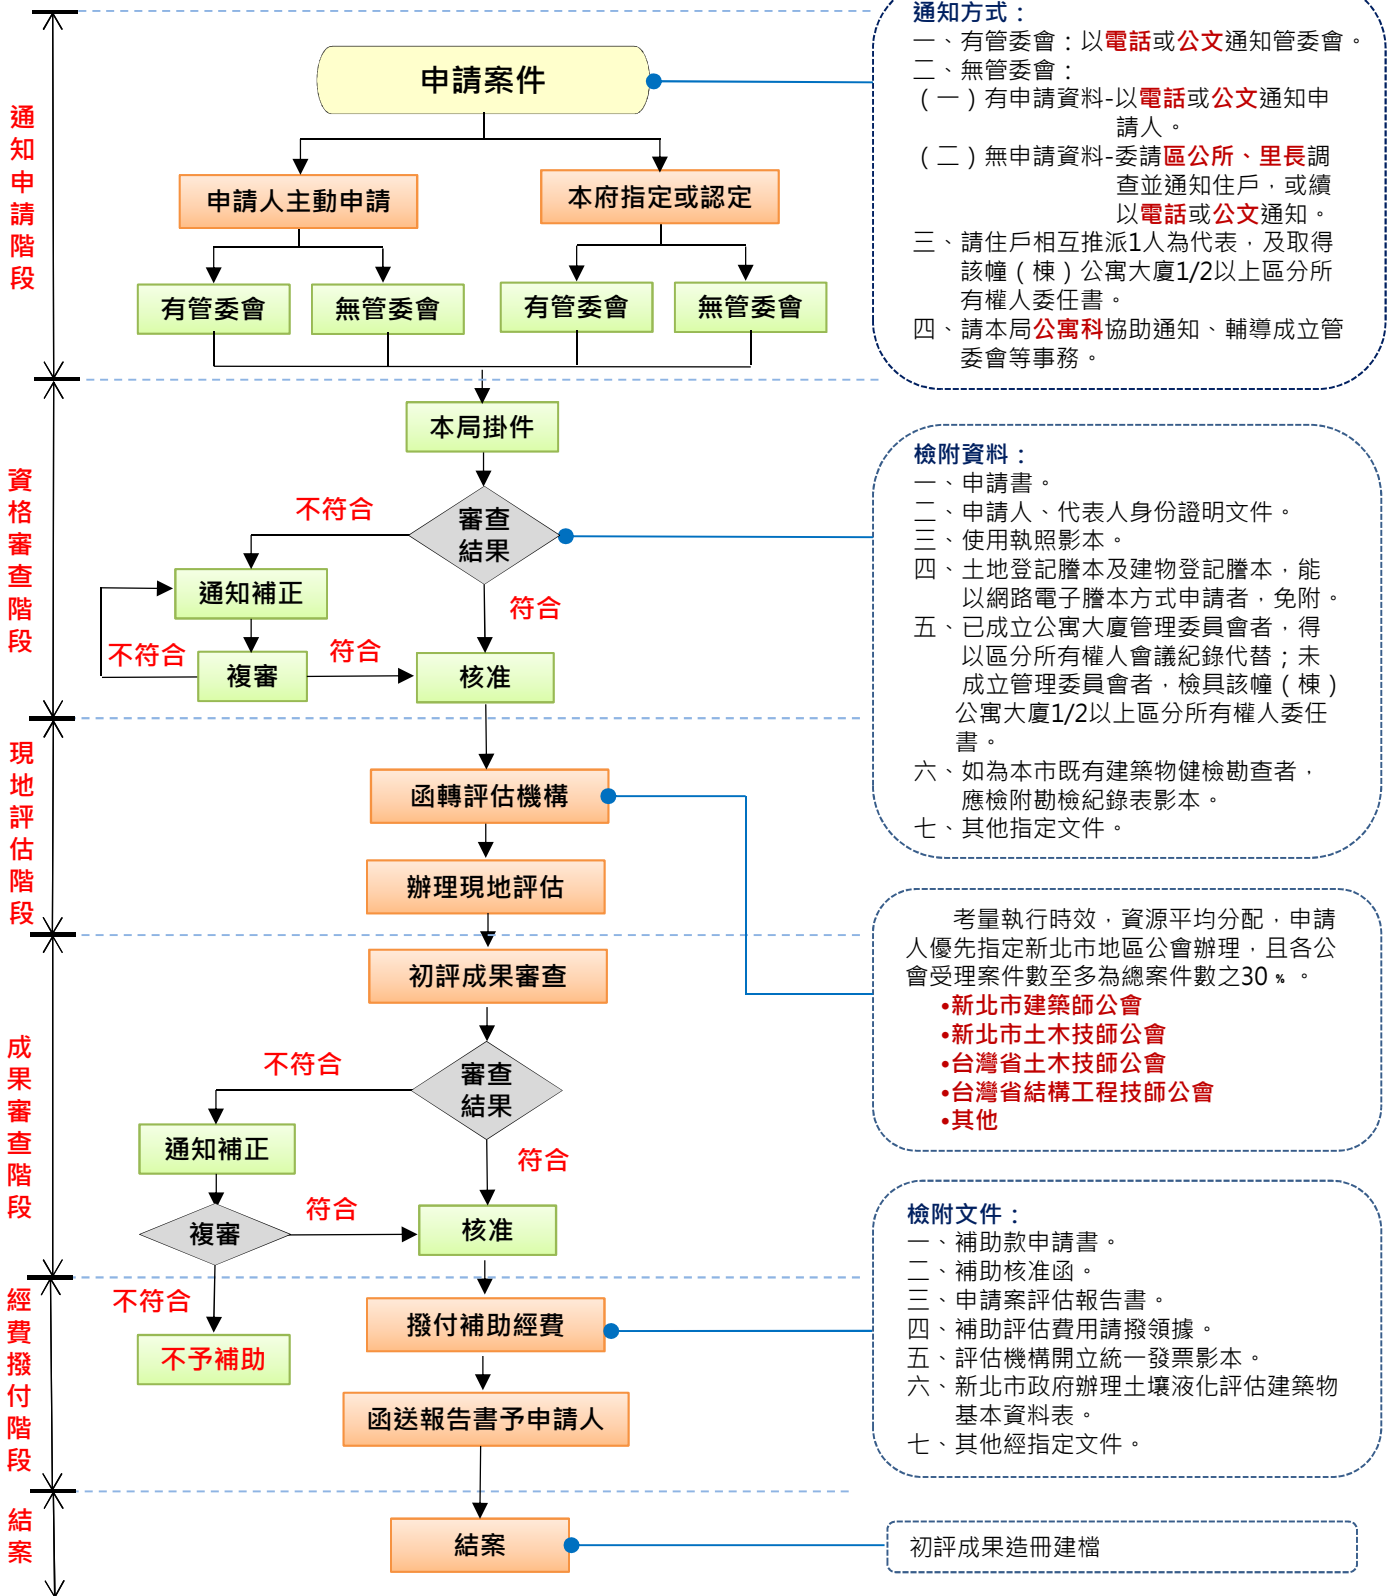 通知申請階段
申請案件
申請人主動申請
本府指定或認定
有管委會
無管委會
有管委會
無管委會
通知方式：
一、有管委會：以電話或公文通知管委會。
二、無管委會：
（一）有申請資料-以電話或公文通知申
請人。
（二）無申請資料-委請區公所、里長調
查並通知住戶，或續
以電話或公文通知。
三、請住戶相互推派1人為代表，及取得
該幢（棟）公寓大廈1/2以上區分所
有權人委任書。
四、請本局公寓科協助通知、輔導成立管
委會等事務。
資格審查階段
本局掛件
審查
結果
不符合
符合
通知補正
不符合
複審
符合
核准
檢附資料：
一、申請書。
二、申請人、代表人身份證明文件。
三、使用執照影本。
四、土地登記謄本及建物登記謄本，能
以網路電子謄本方式申請者，免附。
五、已成立公寓大廈管理委員會者，得
以區分所有權人會議紀錄代替；未
成立管理委員會者，檢具該幢（棟）
公寓大廈1/2以上區分所有權人委任
書。
六、如為本市既有建築物健檢勘查者，
應檢附勘檢紀錄表影本。
七、其他指定文件。
現地評估階段
函轉評估機構
辦理現地評估
考量執行時效，資源平均分配，申請
人優先指定新北市地區公會辦理，且各公
會受理案件數至多為總案件數之30﹪。
•新北市建築師公會
•新北市土木技師公會
•台灣省土木技師公會
•台灣省結構工程技師公會
•其他
成果審查階段
初評成果審查
審查
結果
不符合
符合
通知補正
複審
符合
核准
不符合
不予補助
經費撥付階段
撥付補助經費
函送報告書予申請人
檢附文件：
一、補助款申請書。
二、補助核准函。
三、申請案評估報告書。
四、補助評估費用請撥領據。
五、評估機構開立統一發票影本。
六、新北市政府辦理土壤液化評估建築物
基本資料表。
七、其他經指定文件。
結案
結案
初評成果造冊建檔